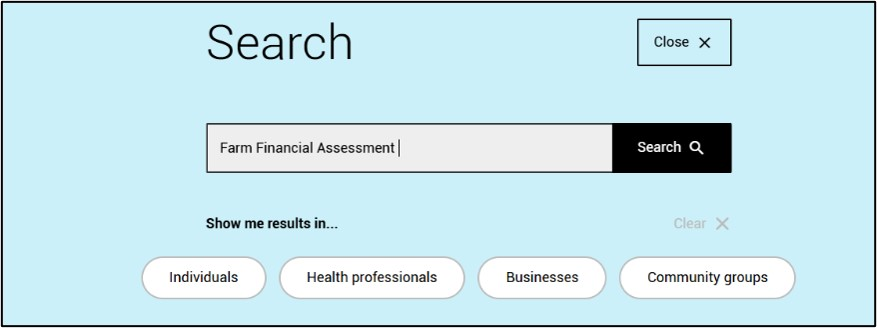 Search
Close
Farm Financial Assessment
Search
Show me results in...
Clear
Individuals
Health professionals
Businesses
Community groups